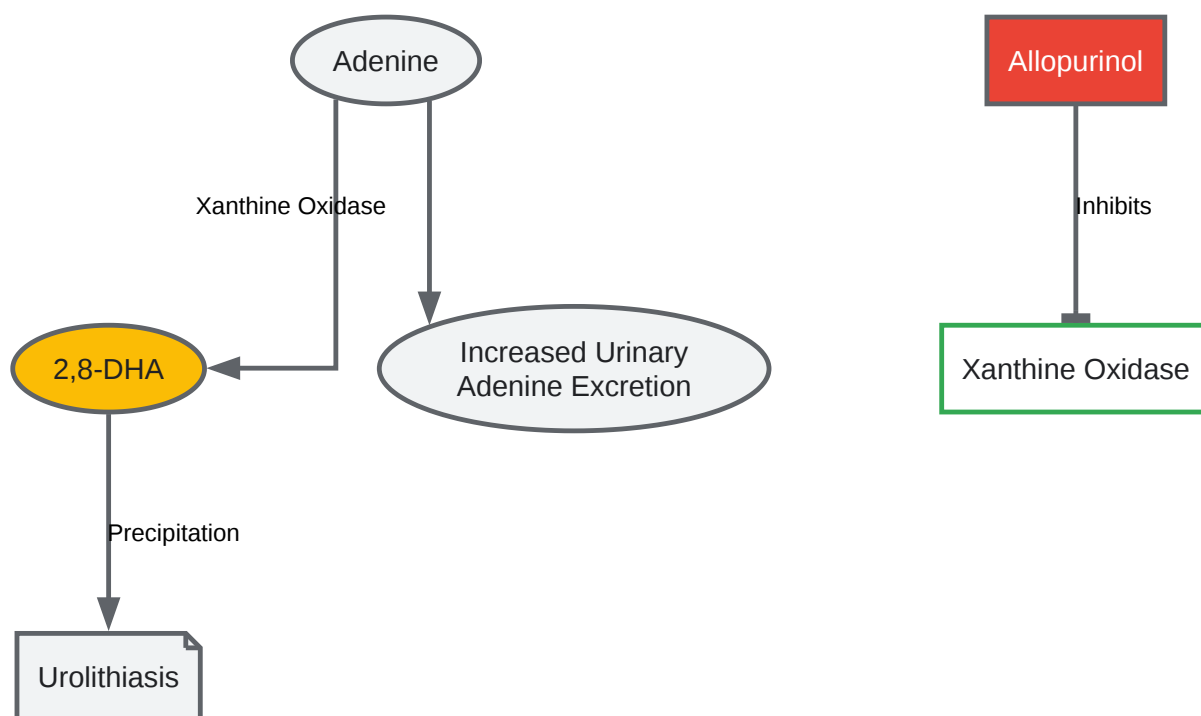 Adenine
Allopurinol
Xanthine Oxidase
Inhibits
2,8-DHA
Increased Urinary
Adenine Excretion
Xanthine Oxidase
Precipitation
Urolithiasis